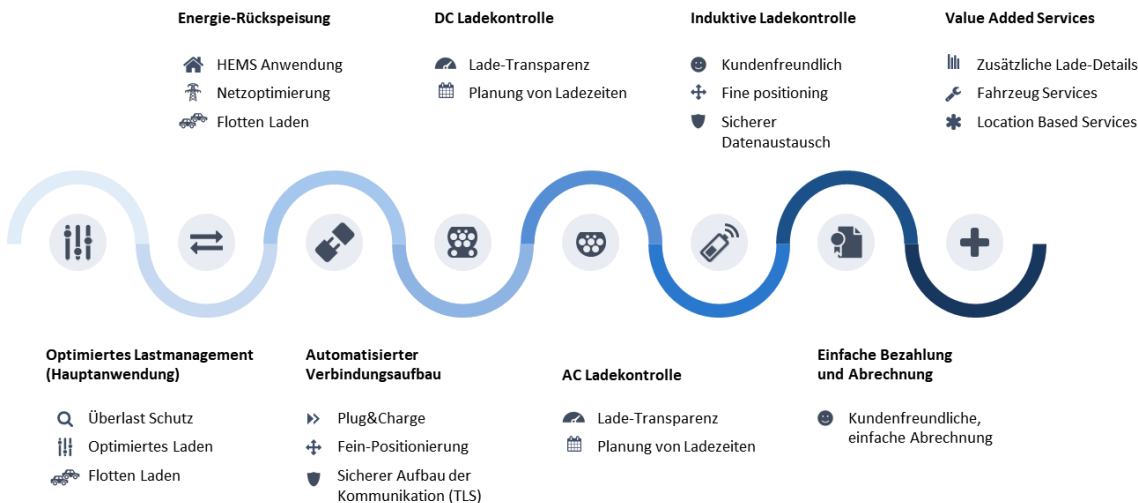 Energie-Rückspeisung
HEMS Anwendung
Netzoptimierung
Flotten Laden
DC Ladekontrolle
Lade-Transparenz
Planung von Ladezeiten
Induktive Ladekontrolle
Kundenfreundlich
Fine positioning
Sicherer
Datenaustausch
Value Added Services
Zusätzliche Lade-Details
Fahrzeug Services
Location Based Services
Optimiertes Lastmanagement
(Hauptanwendung)
Überlast Schutz
Optimiertes Laden
Flotten Laden
Automatisierter
Verbindungsaufbau
Plug&Charge
Fein-Positionierung
Sicherer Aufbau der
Kommunikation (TLS)
AC Ladekontrolle
Lade-Transparenz
Planung von Ladezeiten
Einfache Bezahlung
und Abrechnung
Kundenfreundliche,
einfache Abrechnung